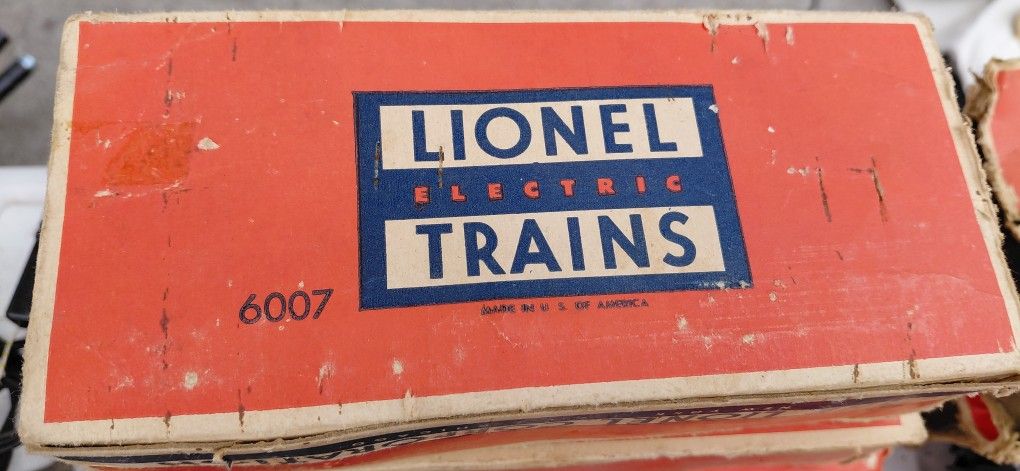 LIONEL
ELECTRIC
TRAINS
6007
MADE IN U. S. OF AMERICA